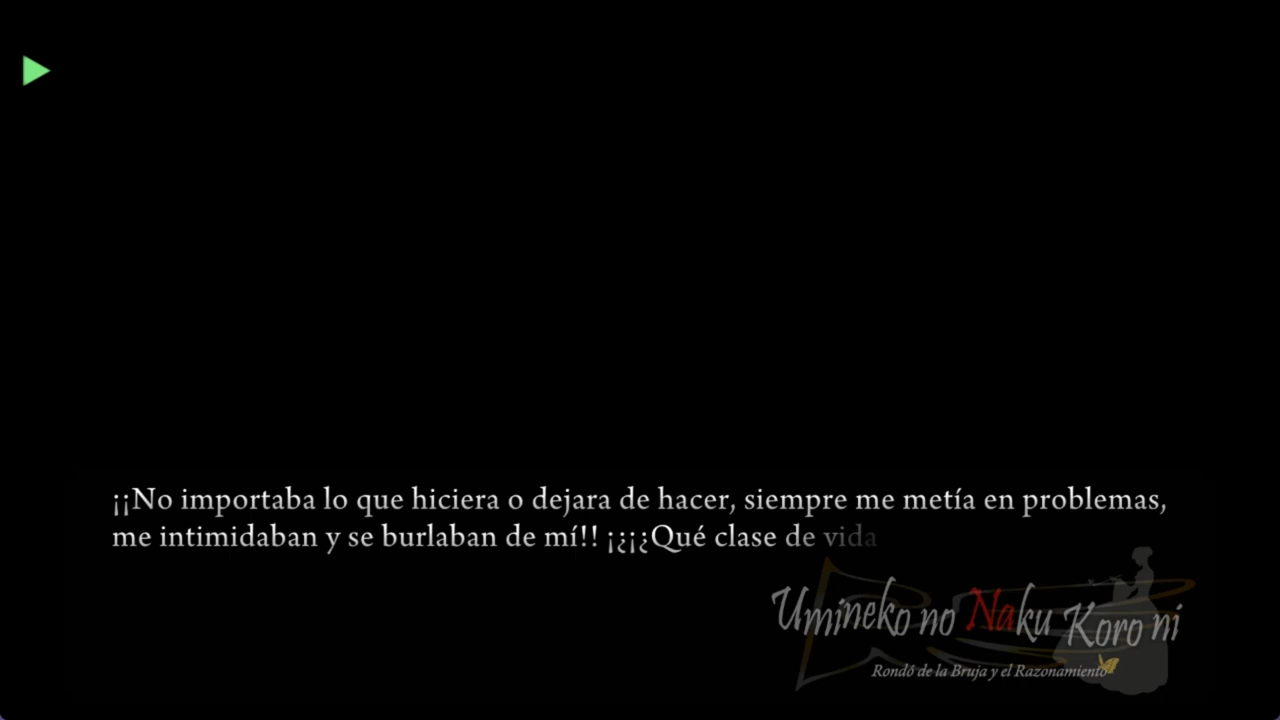 ¡¡No importaba lo que hiciera o dejara de hacer, siempre me metía en problemas,
me intimidaban y se burlaban de mí!! ¡¿¡¿Qué clase de vida
Umineko no Naku Koro ni
Rondó de la Bruja y el Razonamiento